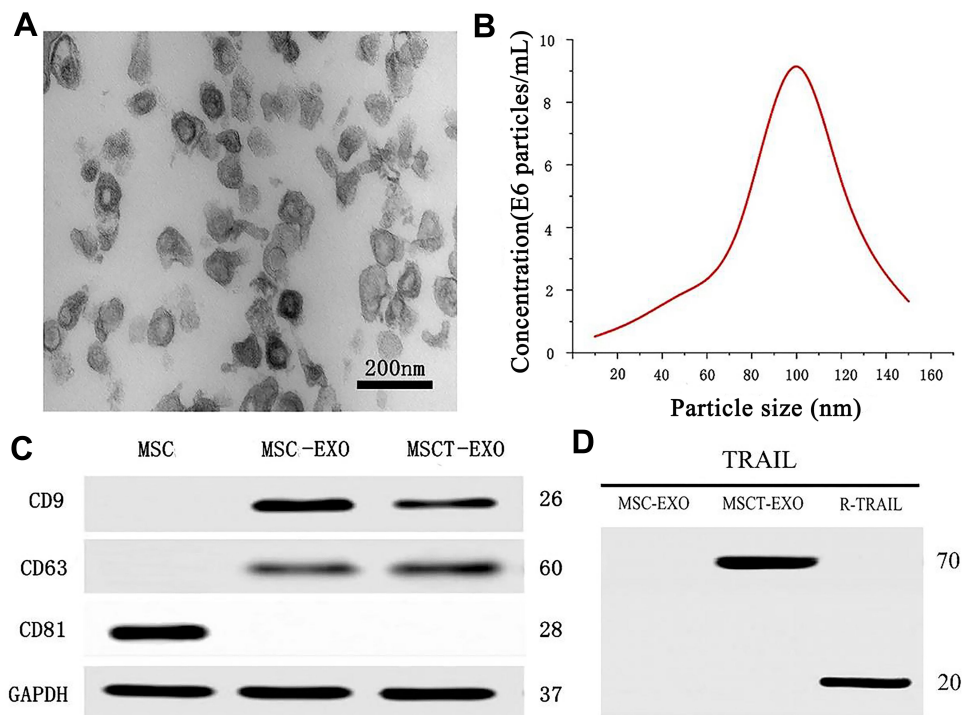 A
200nm
B
Concentration(E6 particles/mL)
10
8
6
4
2
0
20 40 60 80 100 120 140 160
Particle size (nm)
C
MSC MSC-EXO MSCT-EXO
CD9 26
CD63 60
CD81 28
GAPDH 37
D
TRAIL
MSC-EXO MSCT-EXO R-TRAIL
70
20